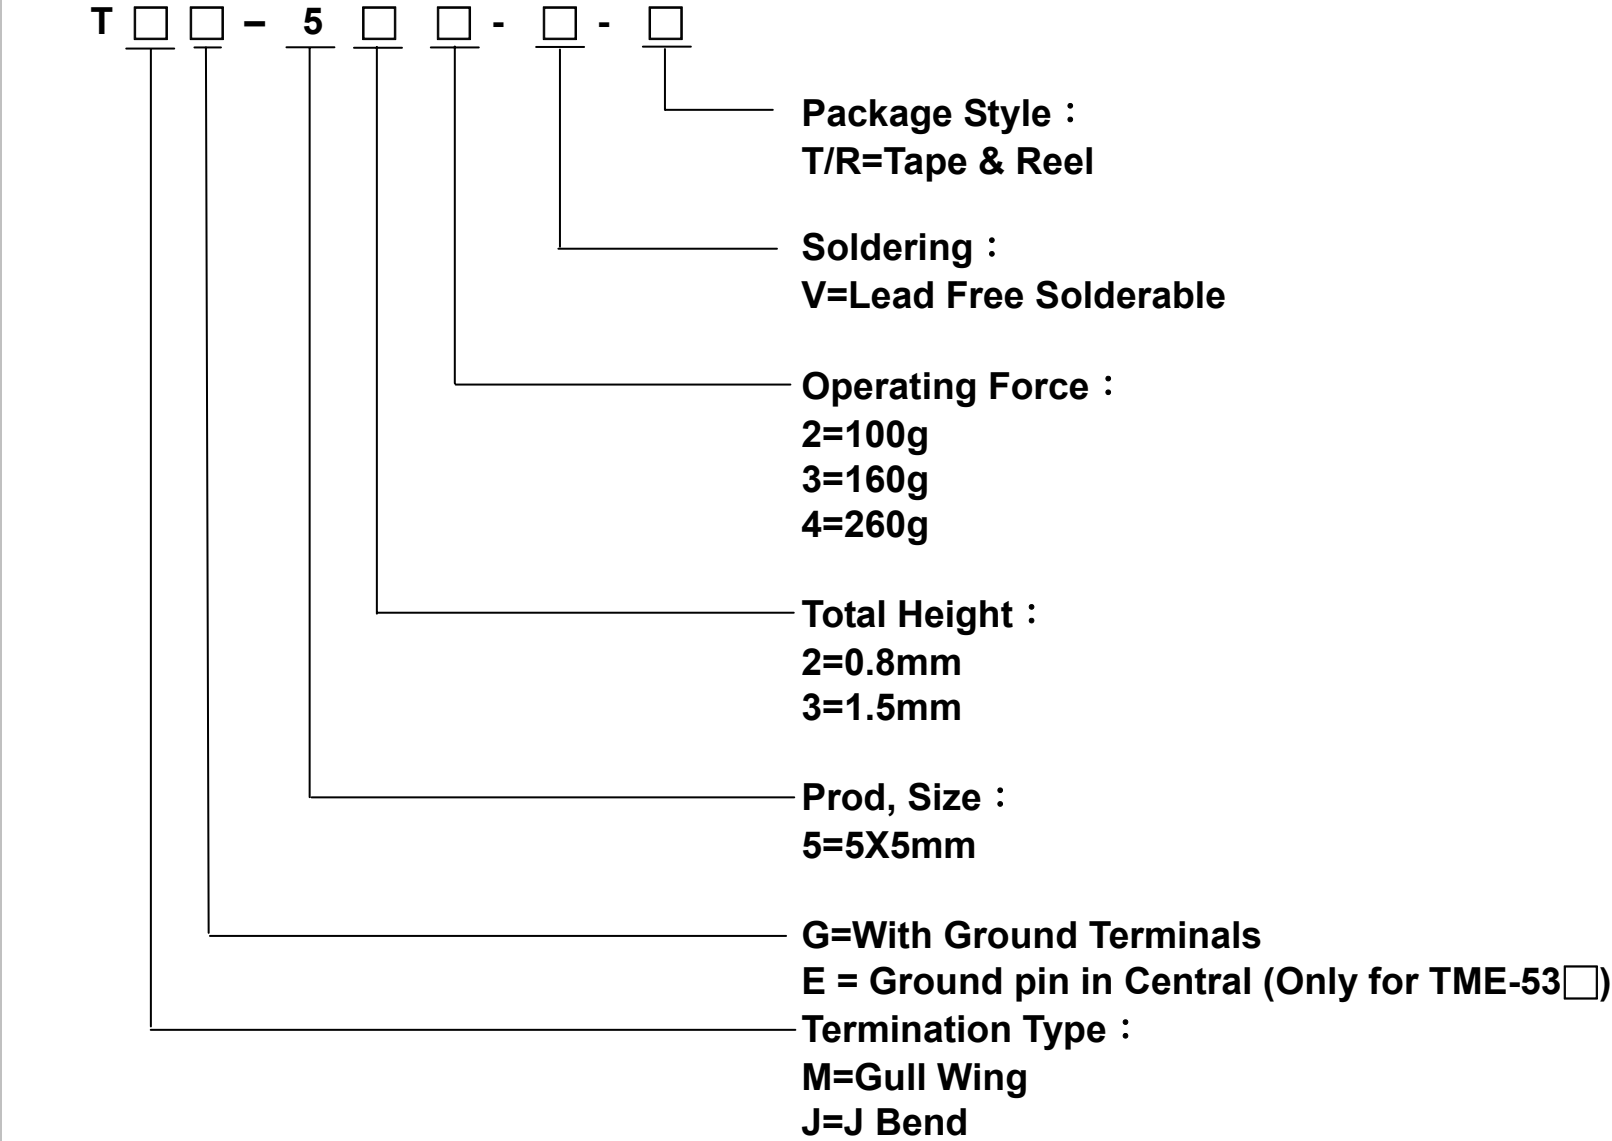 T □ □ – 5 □ □ - □ - □
Package Style：
T/R=Tape & Reel
Soldering：
V=Lead Free Solderable
Operating Force：
2=100g
3=160g
4=260g
Total Height：
2=0.8mm
3=1.5mm
Prod, Size：
5=5X5mm
G=With Ground Terminals
E = Ground pin in Central (Only for TME-53□)
Termination Type：
M=Gull Wing
J=J Bend